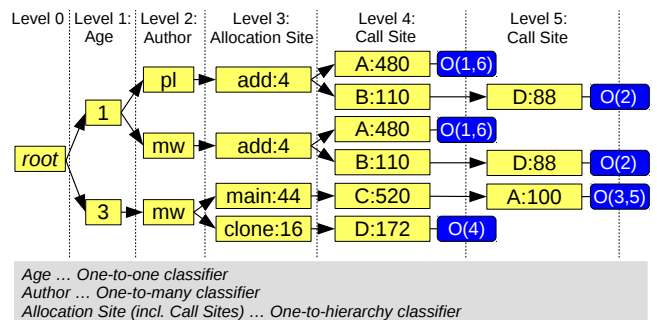 Level 0 Level 1: Level 2: Level 3: Level 4: Level 5:
Age Author Allocation Site Call Site Call Site
A:480 O(1,6)
pl add:4
B:110 D:88 O(2)
1
A:480 O(1,6)
mw add:4
B:110 D:88 O(2)
root
main:44 C:520 A:100 O(3,5)
3 mw
clone:16 D:172 O(4)
Age … One-to-one classifier
Author … One-to-many classifier
Allocation Site (incl. Call Sites) … One-to-hierarchy classifier